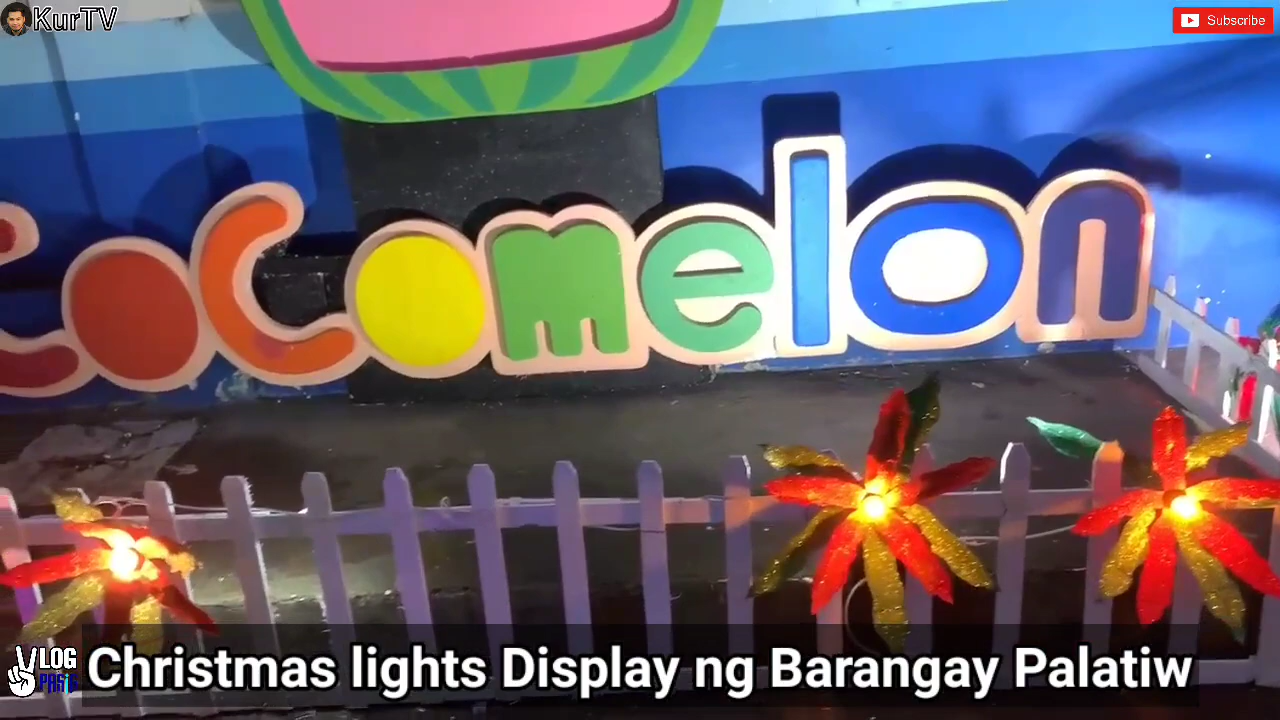 KurTV
Subscribe
Cocomelon
VLOG
PASIG
Christmas lights Display ng Barangay Palatiw